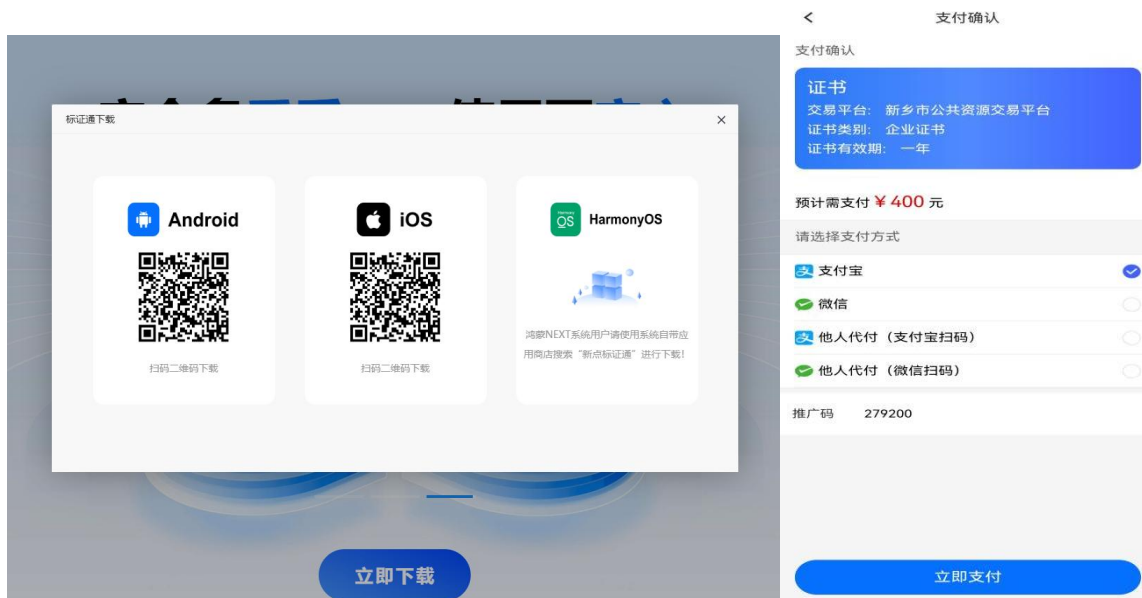 标证通下载
Android
扫码二维码下载
iOS
扫码二维码下载
HarmonyOS
HarmonyOS
鸿蒙NEXT系统用户请使用系统自带应
用商店搜索“新点标证通”进行下载！
立即下载
支付确认
支付确认
证书
交易平台: 新乡市公共资源交易平台
证书类别: 企业证书
证书有效期: 一年
预计需支付￥400 元
请选择支付方式
支付宝
微信
他人代付（支付宝扫码）
他人代付（微信扫码）
推广码 279200
立即支付